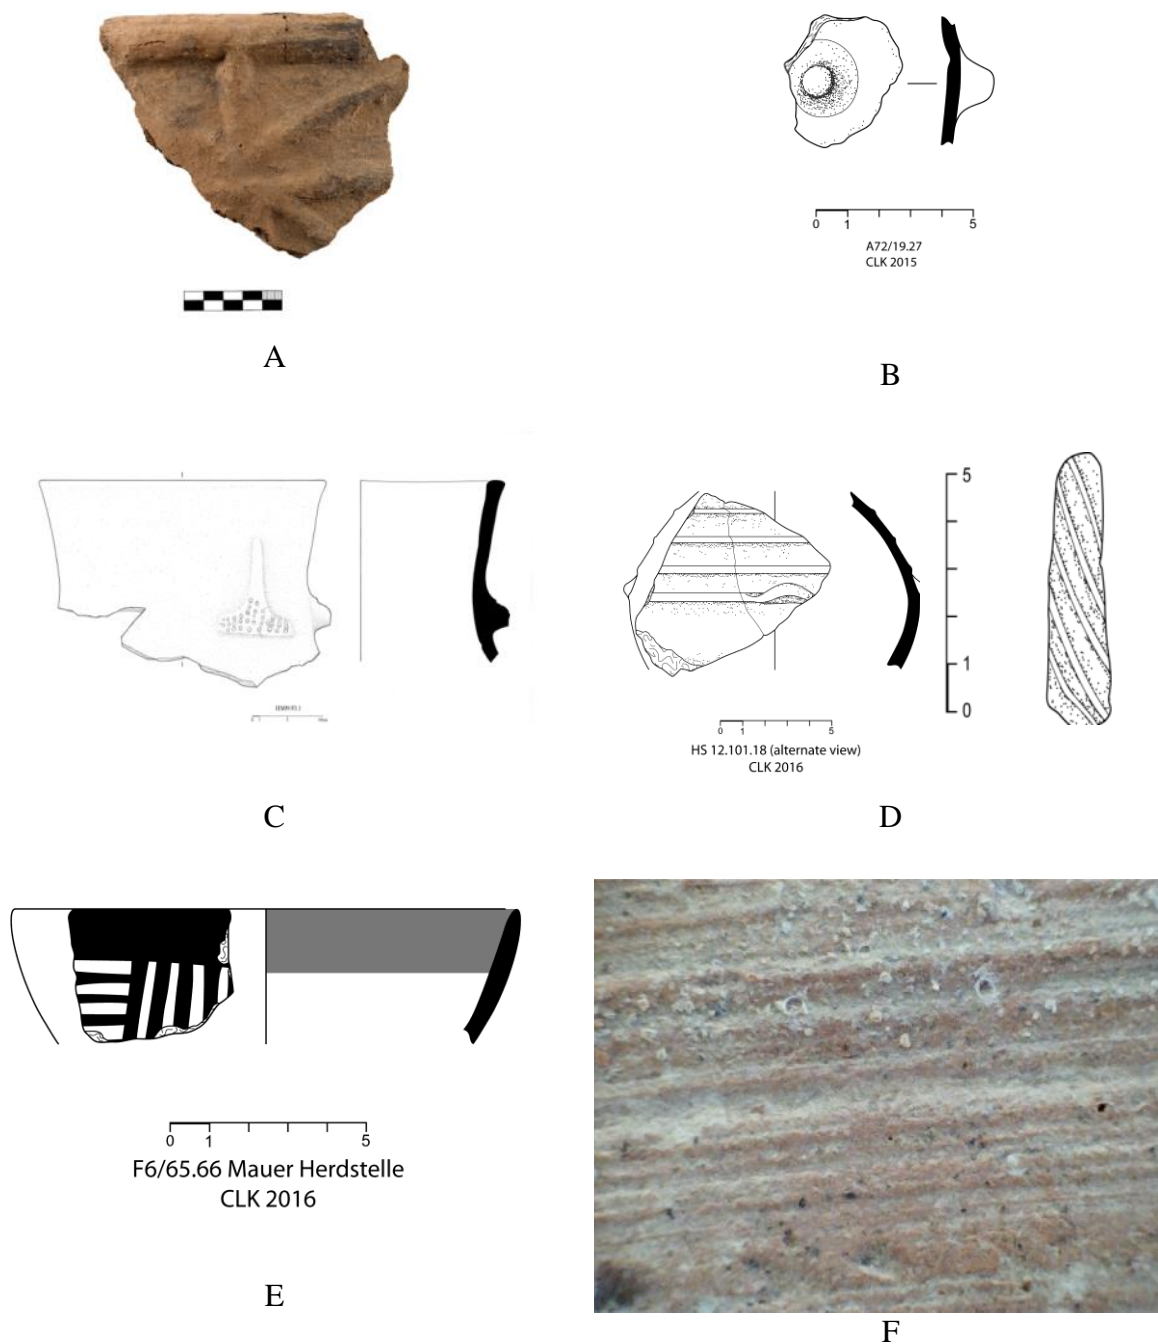 A
0 1 5
A72/19.27
CLK 2015
B
C
5
1
0
0 1 5
HS 12.101.18 (alternate view)
CLK 2016
D
0 1 5
F6/65.66 Mauer Herdstelle
CLK 2016
E
F